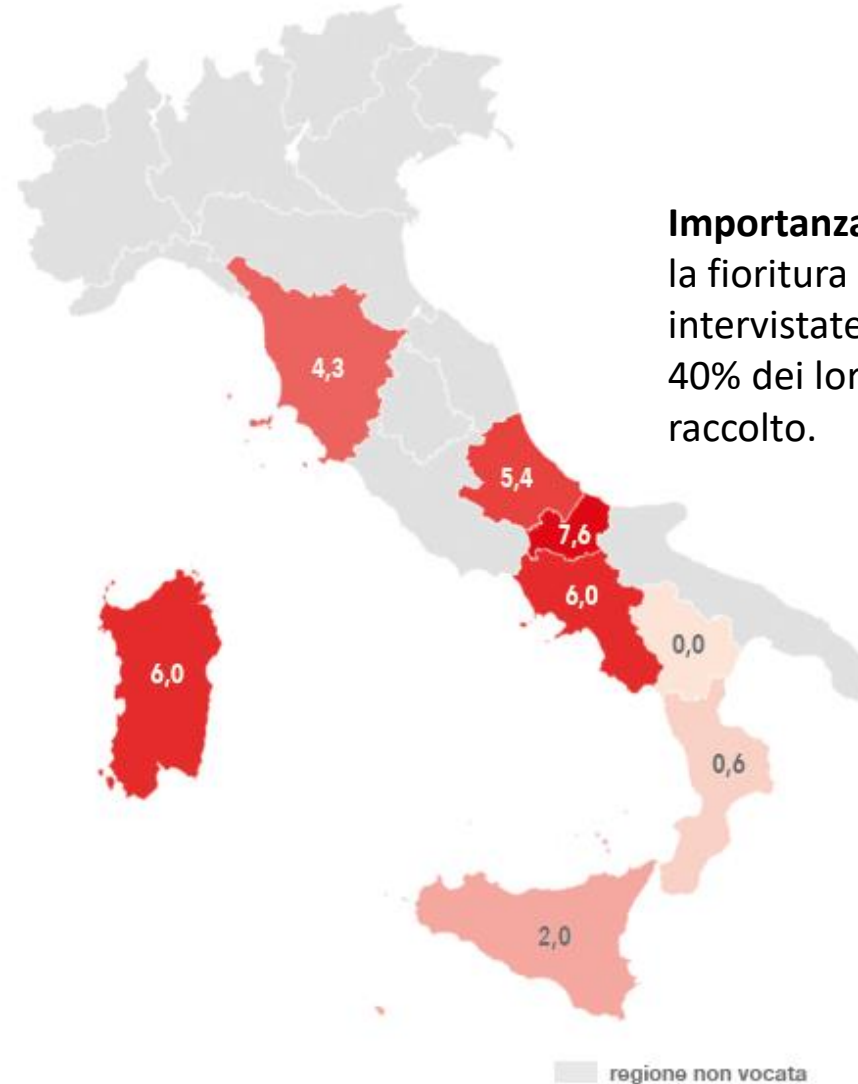 Importanza
la fioritura
intervistate
40% dei lor
raccolto.
4,3
5,4
7,6
6,0
6,0
0,0
0,6
2,0
regione non vocata